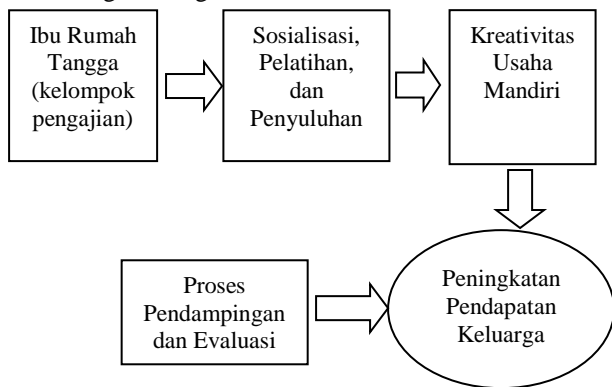 Ibu Rumah
Tangga
(kelompok
pengajian)
Sosialisasi,
Pelatihan,
dan
Penyuluhan
Kreativitas
Usaha
Mandiri
Proses
Pendampingan
dan Evaluasi
Peningkatan
Pendapatan
Keluarga